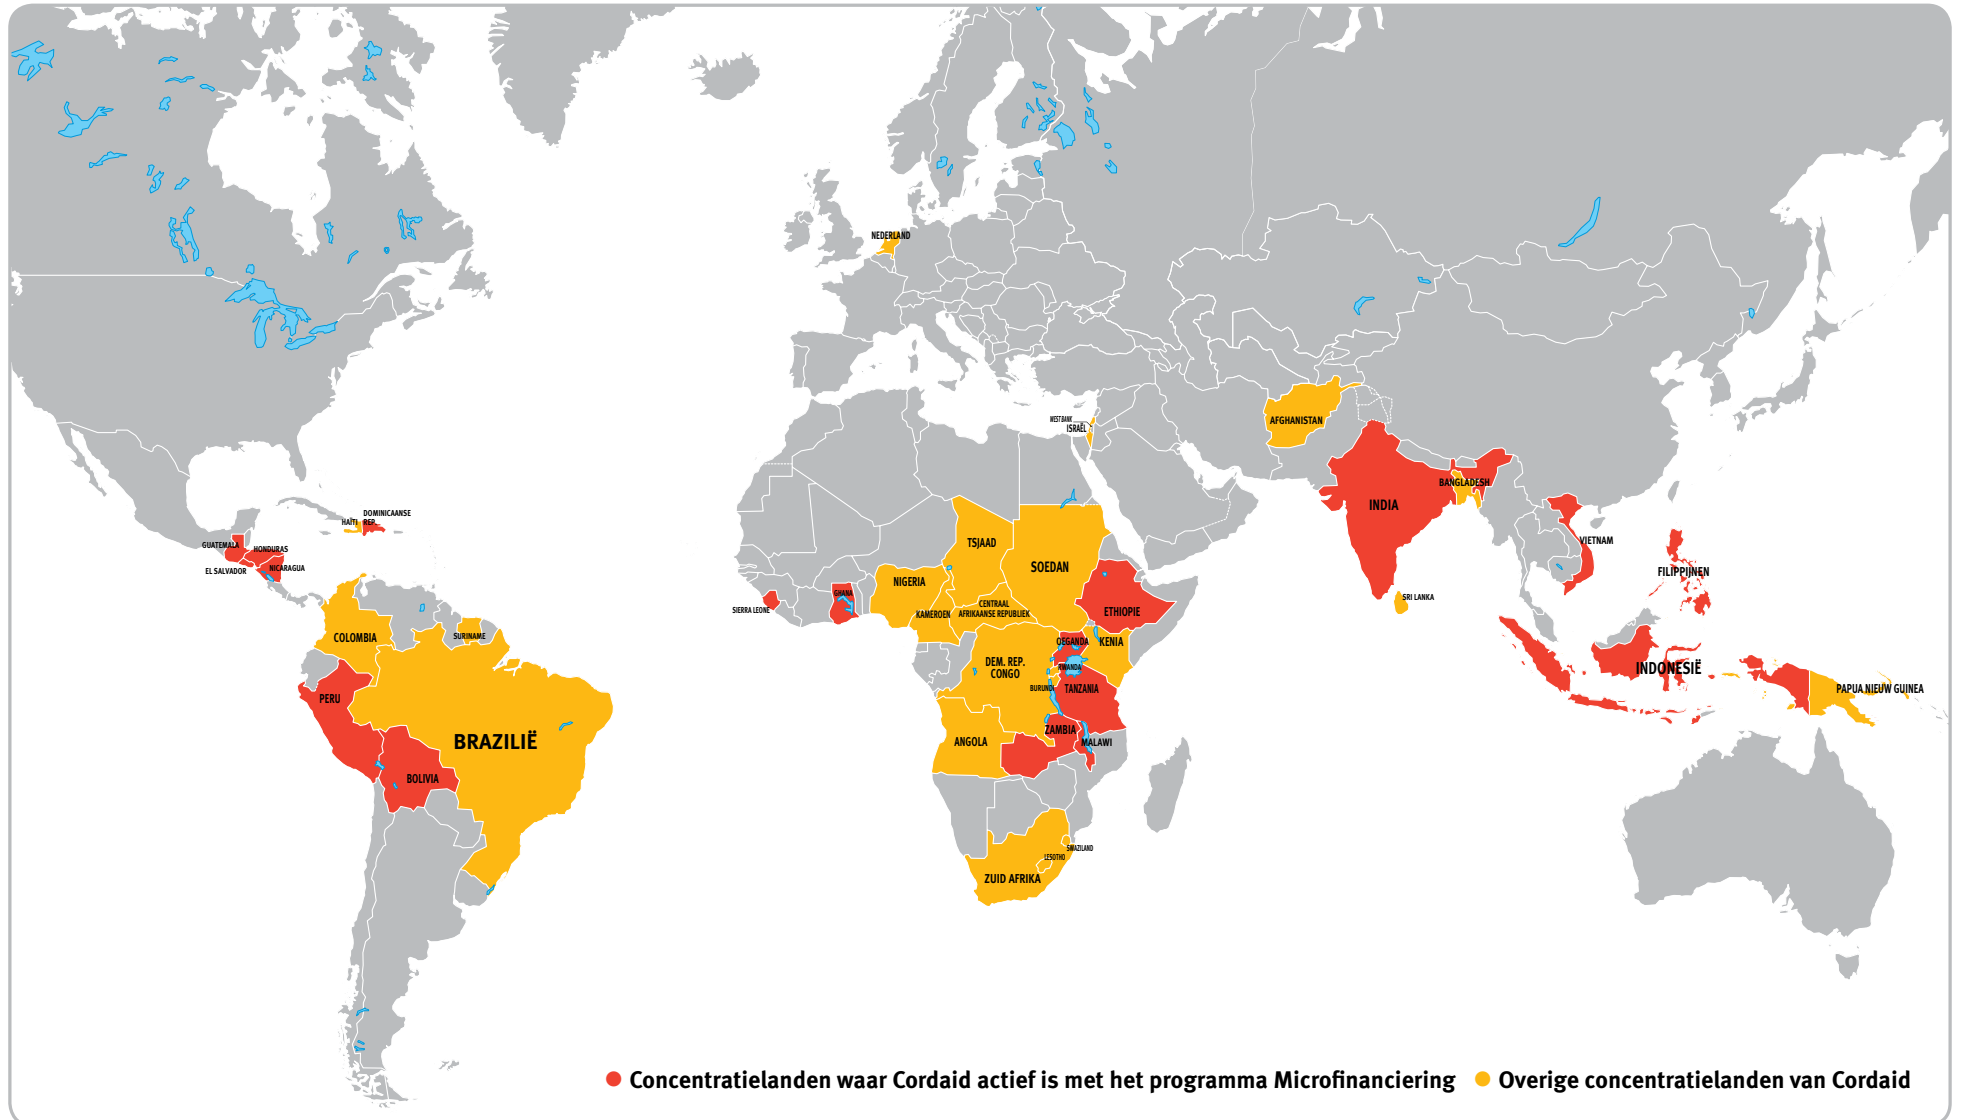 NEDERLAND
WESTBANK
ISRAËL
AFGHANISTAN
INDIA
BANGLADESH
VIETNAM
FILIPPIJNEN
SRI LANKA
INDONESIË
PAPUA NIEUW GUINEA
HAÏTI
DOMINICAANSE
REP.
GUATEMALA
HONDURAS
EL SALVADOR
NICARAGUA
COLOMBIA
SURINAME
PERU
BRAZILIË
BOLIVIA
SIERRA LEONE
GHANA
NIGERIA
TSJAAD
SOEDAN
KAMEROEN
CENTRAAL
AFRIKAANSE REPUBLIEK
ETHIOPIE
OEGANDA
KENIA
DEM. REP.
CONGO
RWANDA
BURUNDI
TANZANIA
ANGOLA
ZAMBIA
MALAWI
SWAZILAND
LESOTHO
ZUID AFRIKA
Concentratielanden waar Cordaid actief is met het programma Microfinanciering
Overige concentratielanden van Cordaid